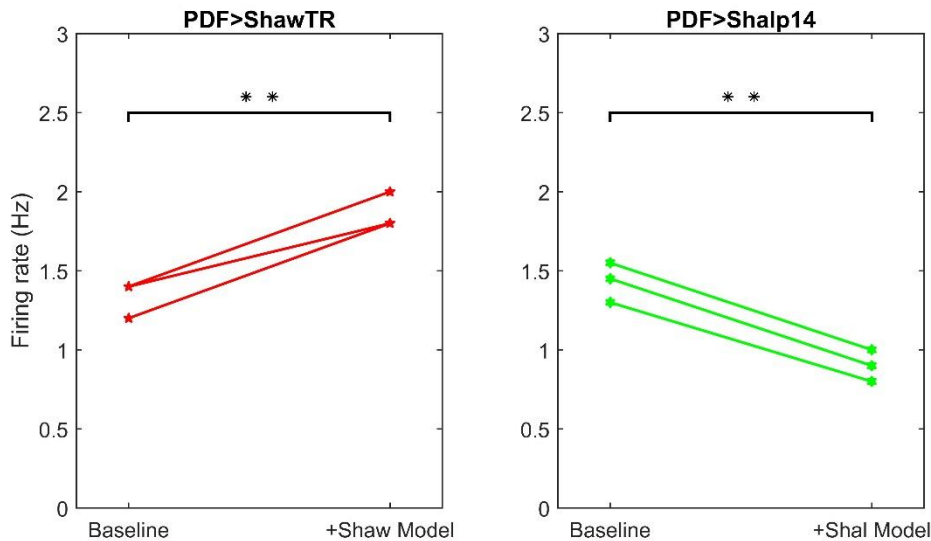 PDF>ShawTR
3
2.5
2
1.5
1
0.5
0
Firing rate (Hz)
* *
Baseline
+Shaw Model
PDF>Shalp14
3
2.5
2
1.5
1
0.5
0
* *
Baseline
+Shal Model